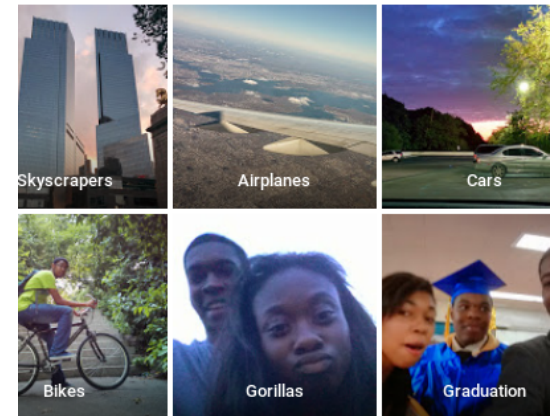 Skyscrapers
Airplanes
Cars
Bikes
Gorillas
Graduation